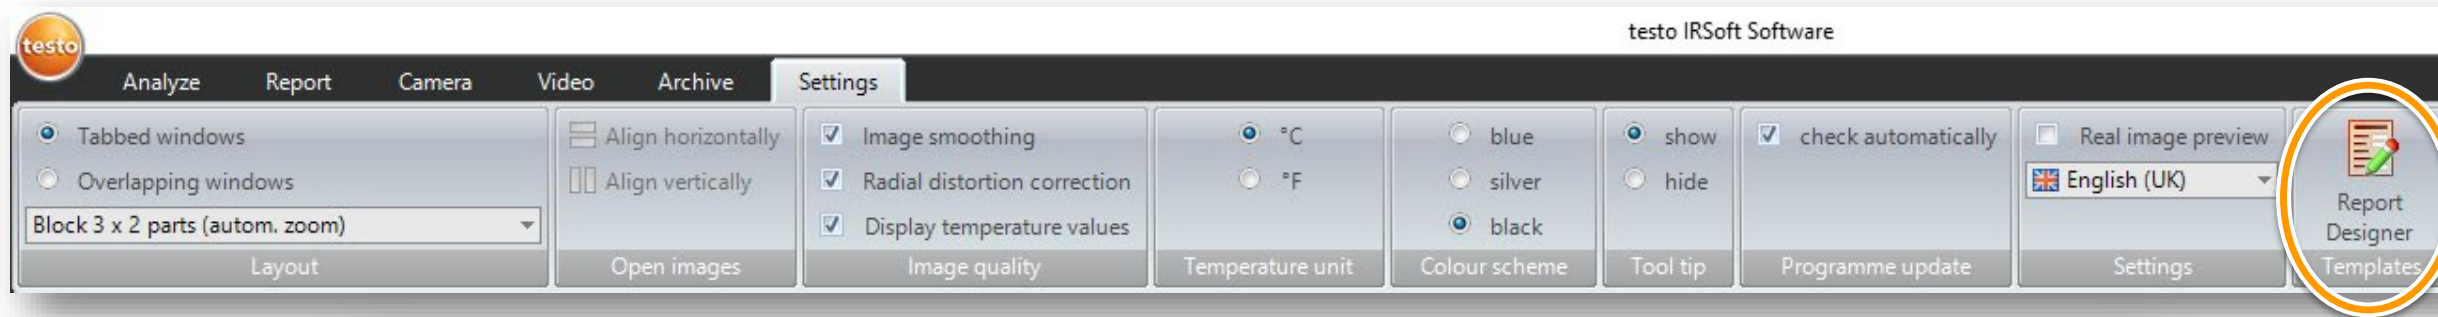 testo IRSoft Software
testo
Analyze Report Camera Video Archive Settings
Tabbed windows
Overlapping windows
Block 3 x 2 parts (autom. zoom)
Layout
Align horizontally
Align vertically
Open images
Image smoothing
Radial distortion correction
Display temperature values
Image quality
°C
°F
Temperature unit
blue
silver
black
Colour scheme
show
hide
Tool tip
check automatically
Programme update
Real image preview
English (UK)
Settings
Report
Designer
Templates